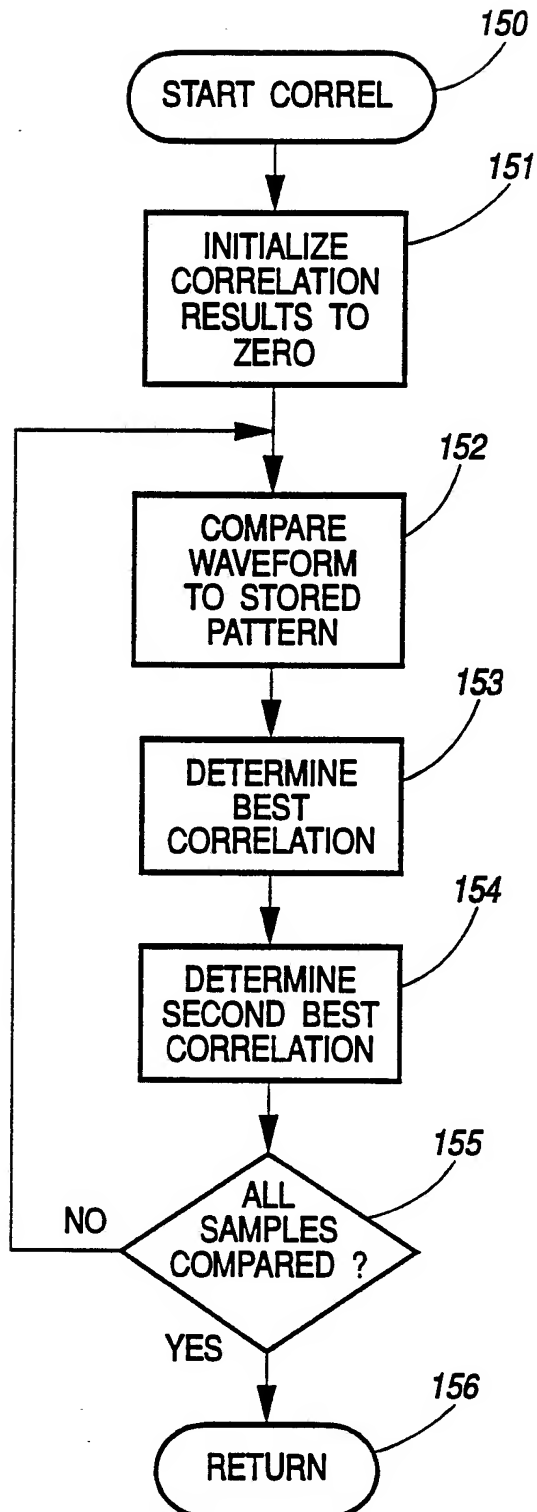 150
START CORREL
151
INITIALIZE
CORRELATION
RESULTS TO
ZERO
152
COMPARE
WAVEFORM
TO STORED
PATTERN
153
DETERMINE
BEST
CORRELATION
154
DETERMINE
SECOND BEST
CORRELATION
155
ALL
SAMPLES
COMPARED ?
NO
YES
156
RETURN